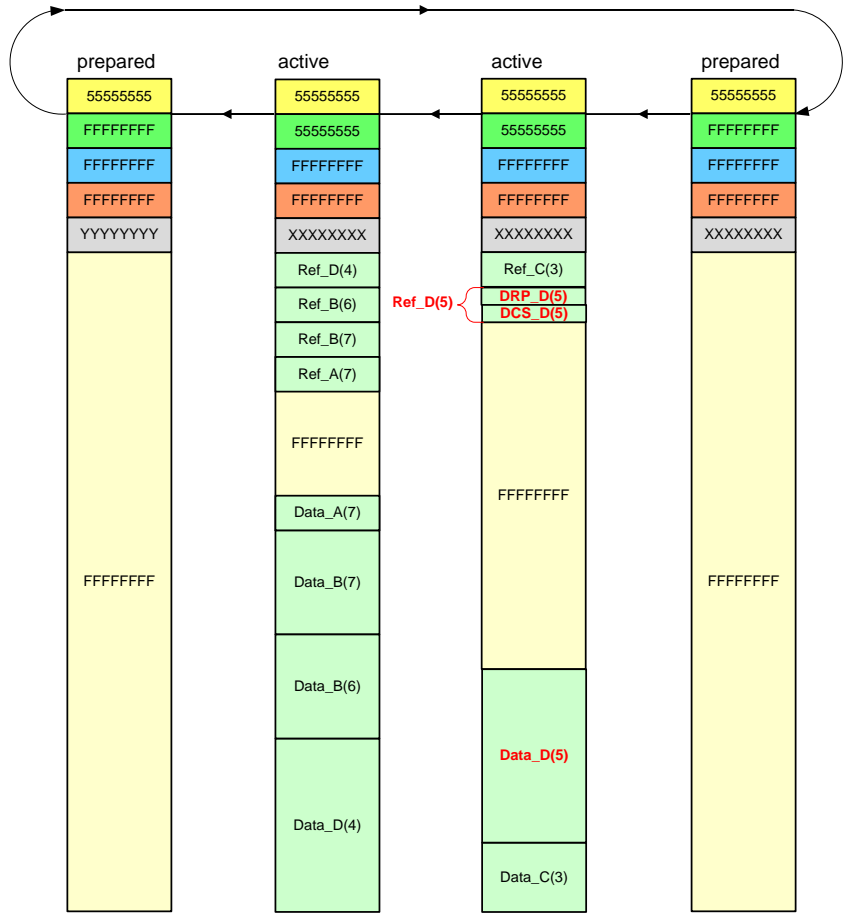 prepared
55555555
FFFFFFFF
FFFFFFFF
FFFFFFFF
YYYYYYYY
FFFFFFFF
active
55555555
55555555
FFFFFFFF
FFFFFFFF
XXXXXXXX
Ref_D(4)
Ref_B(6)
Ref_B(7)
Ref_A(7)
FFFFFFFF
Data_A(7)
Data_B(7)
Data_B(6)
Data_D(4)
active
55555555
55555555
FFFFFFFF
FFFFFFFF
XXXXXXXX
Ref_C(3)
Ref_D(5)
DRP_D(5)
DCS_D(5)
FFFFFFFF
Data_D(5)
Data_C(3)
prepared
55555555
FFFFFFFF
FFFFFFFF
FFFFFFFF
XXXXXXXX
FFFFFFFF